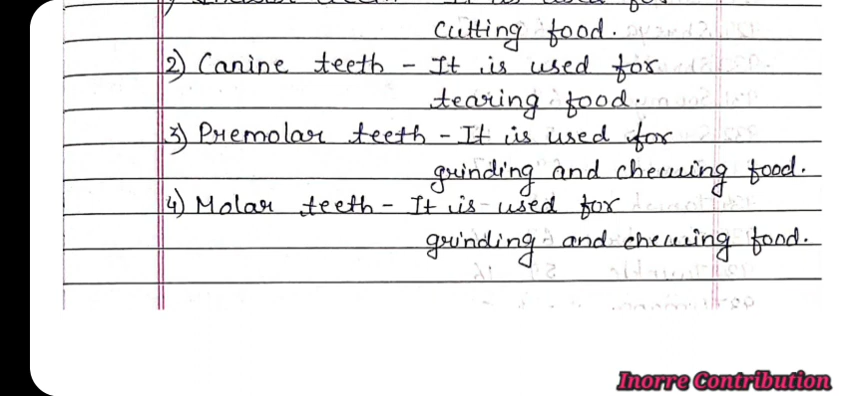 cutting food.
2) Canine teeth - It is used for
tearing food.
3) Premolar teeth - It is used for
grinding and chewing food.
4) Molar teeth - It is used for
grinding and chewing food.
Inorre Contribution